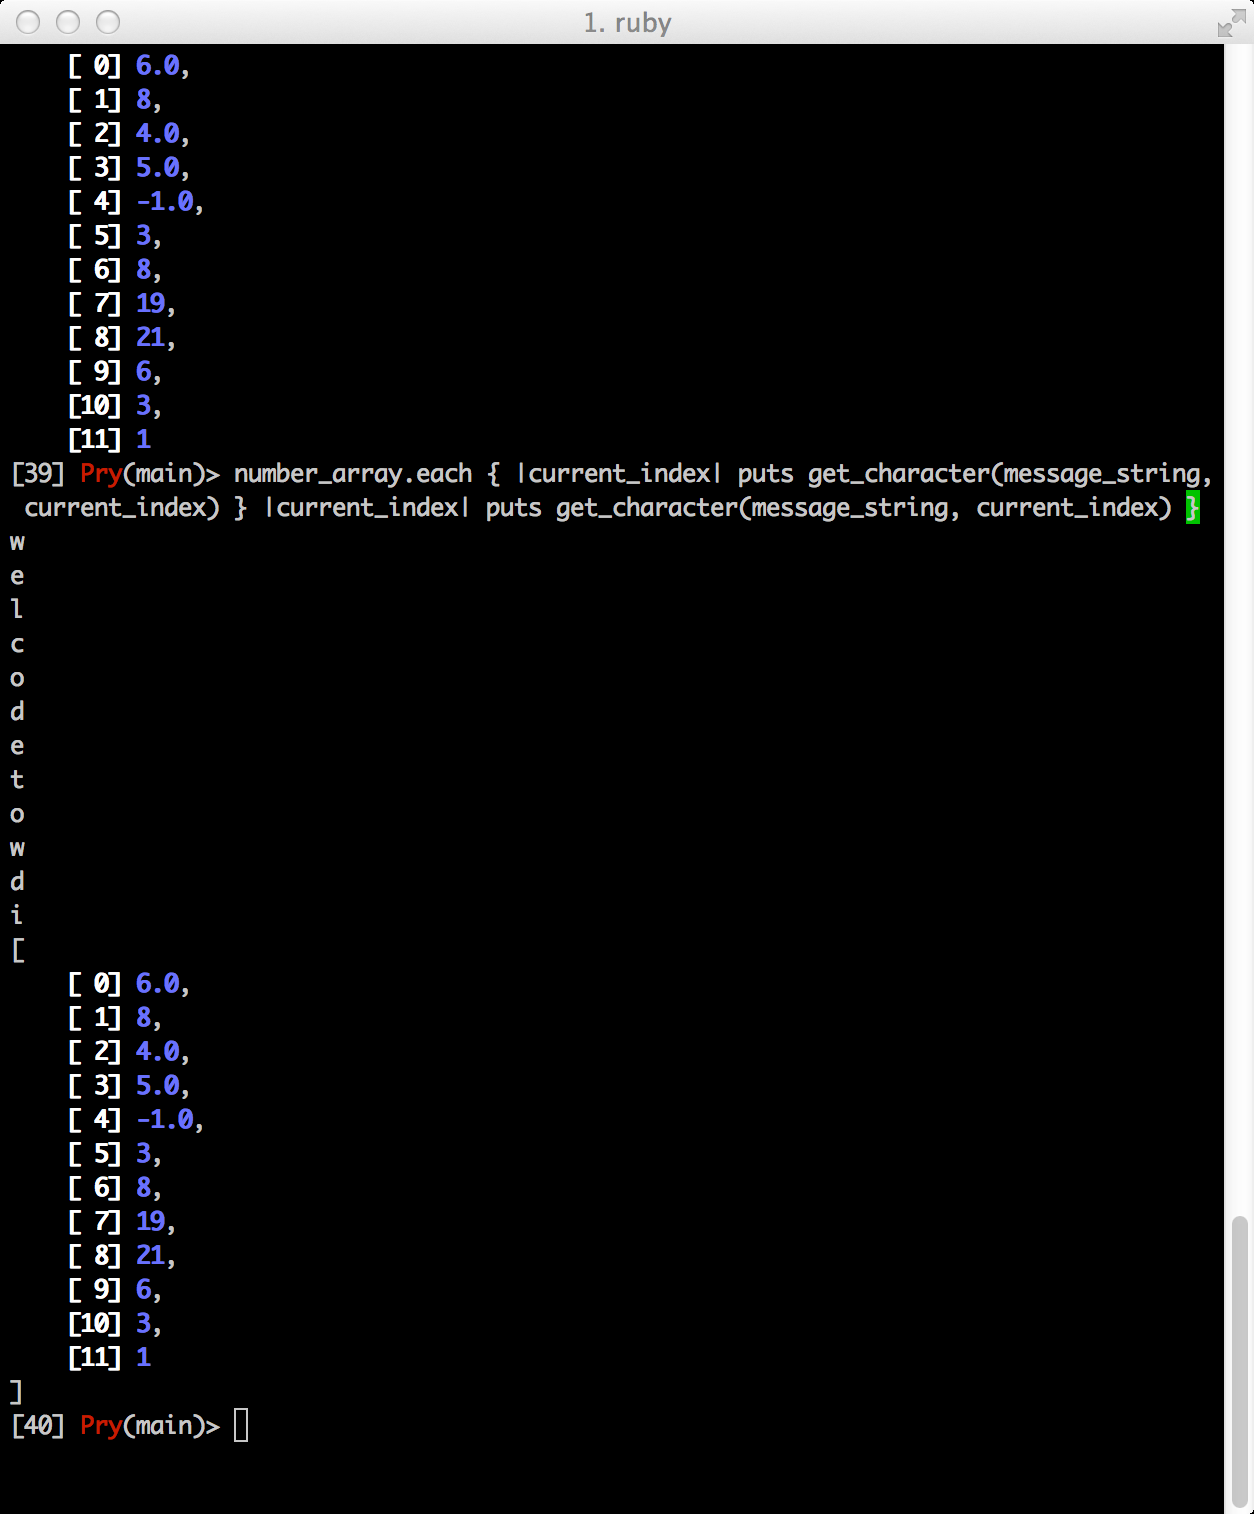 1. ruby
[ 0] 6.0,
[ 1] 8,
[ 2] 4.0,
[ 3] 5.0,
[ 4] -1.0,
[ 5] 3,
[ 6] 8,
[ 7] 19,
[ 8] 21,
[ 9] 6,
[10] 3,
[11] 1
[39] Pry(main)> number_array.each { |current_index| puts get_character(message_string,
current_index) } |current_index| puts get_character(message_string, current_index) }
w
e
l
c
o
d
e
t
o
w
d
i
[
[ 0] 6.0,
[ 1] 8,
[ 2] 4.0,
[ 3] 5.0,
[ 4] -1.0,
[ 5] 3,
[ 6] 8,
[ 7] 19,
[ 8] 21,
[ 9] 6,
[10] 3,
[11] 1
]
[40] Pry(main)>